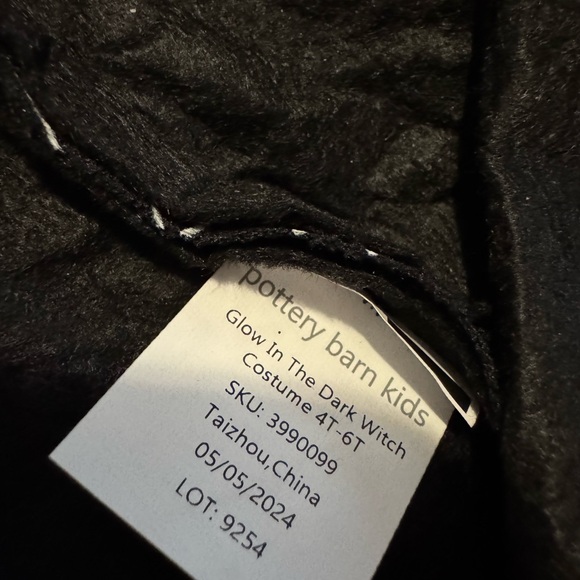 pottery barn kids
Glow In The Dark Witch
Costume 4T-6T
SKU: 3990099
Taizhou,China
05/05/2024
LOT: 9254